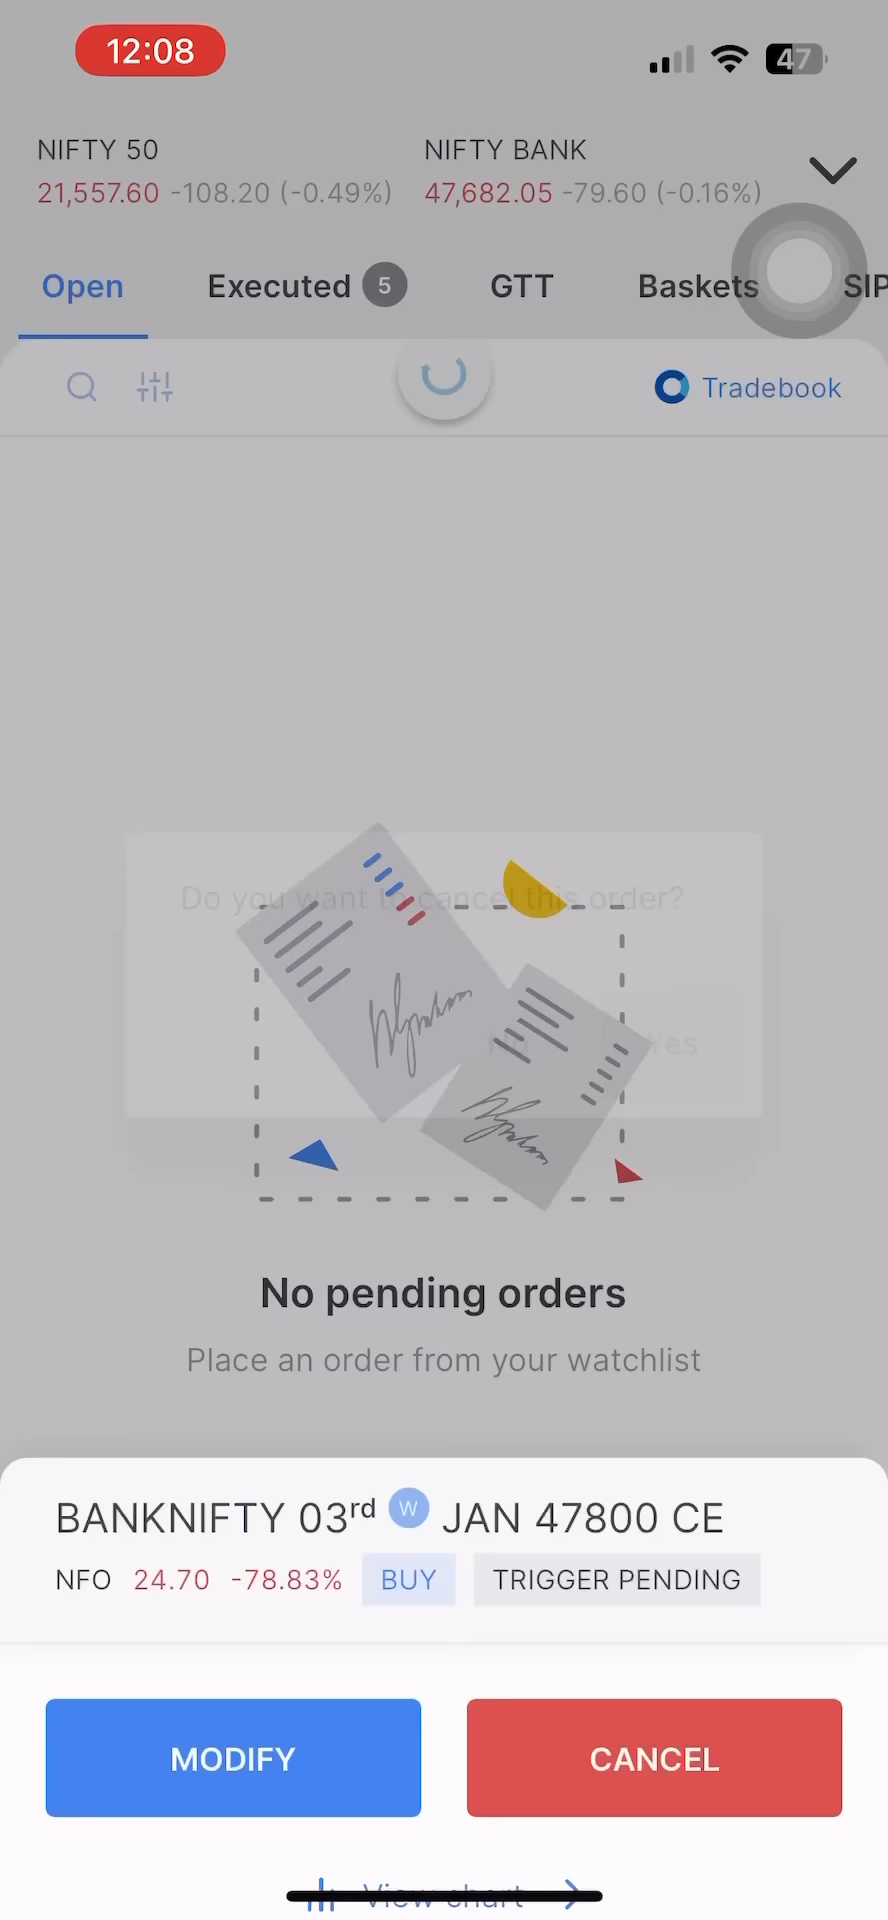 12:08
47
NIFTY 50
NIFTY BANK
21,557.60 -108.20 (-0.49%)
47,682.05 -79.60 (-0.16%)
Open
Executed 5
GTT
Baskets
SIP
Tradebook
Do you want to cancel this order?
No
Yes
No pending orders
Place an order from your watchlist
BANKNIFTY 03rd W JAN 47800 CE
NFO 24.70 -78.83% BUY TRIGGER PENDING
MODIFY
CANCEL
View chart